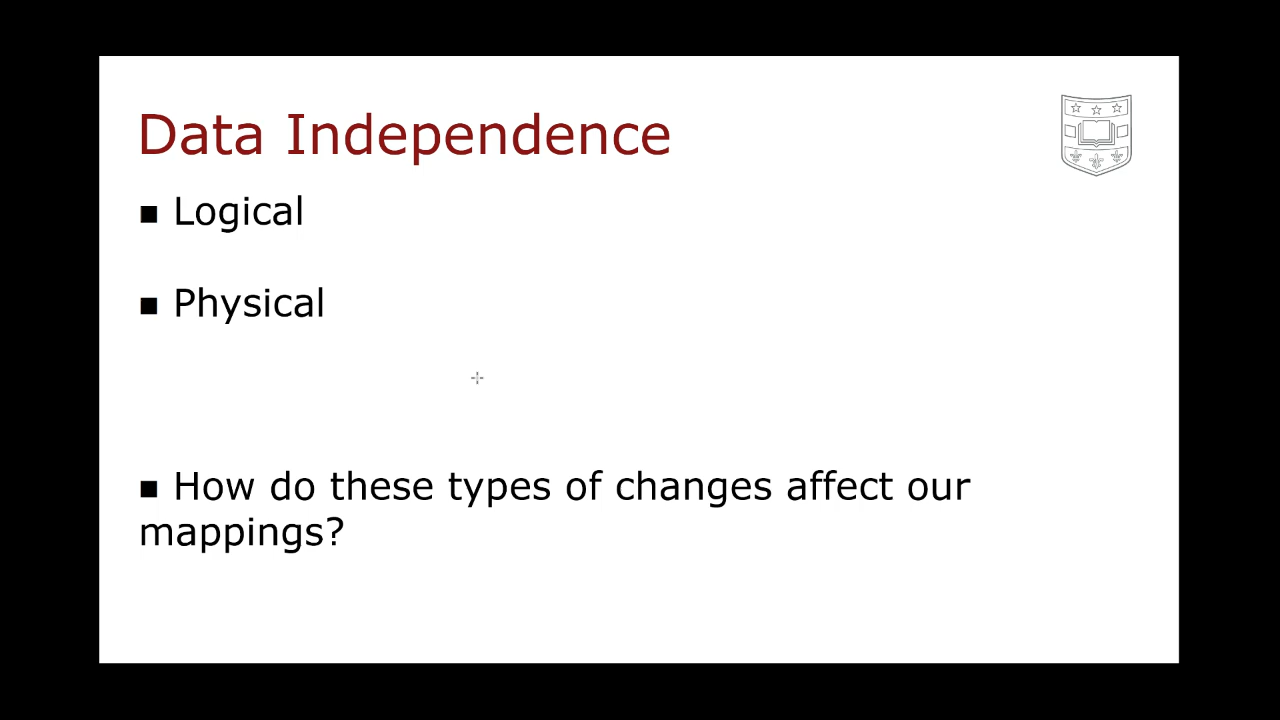 Data Independence
■ Logical
■ Physical
■ How do these types of changes affect our
mappings?